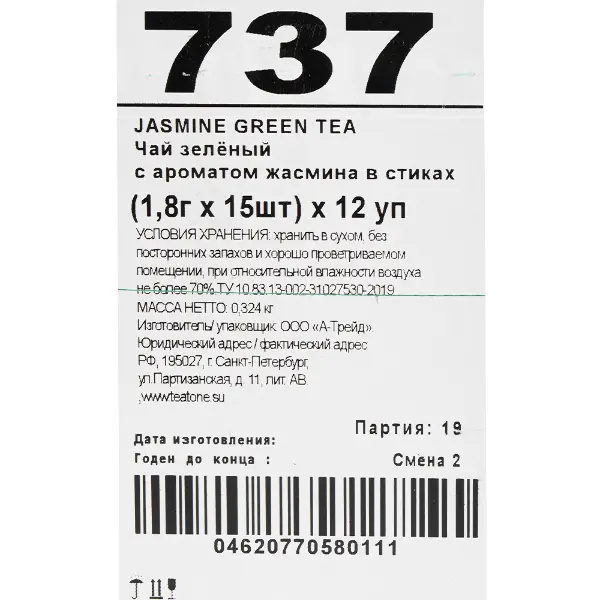 737
JASMINE GREEN TEA
Чай зелёный
с ароматом жасмина в стиках
(1,8г х 15шт) х 12 уп
УСЛОВИЯ ХРАНЕНИЯ: хранить в сухом, без
посторонних запахов и хорошо проветриваемом
помещении, при относительной влажности воздуха
не более 70%.ТУ 10.83.13-002-31027530-2019
МАССА НЕТТО: 0,324 кг
Изготовитель/ упаковщик: ООО «А-Трейд».
Юридический адрес / фактический адрес
РФ, 195027, г. Санкт-Петербург,
ул.Партизанская, д. 11, лит. АВ.
,www.teatone.su
Партия: 19
Дата изготовления:
Годен до конца :
Смена 2
04620770580111